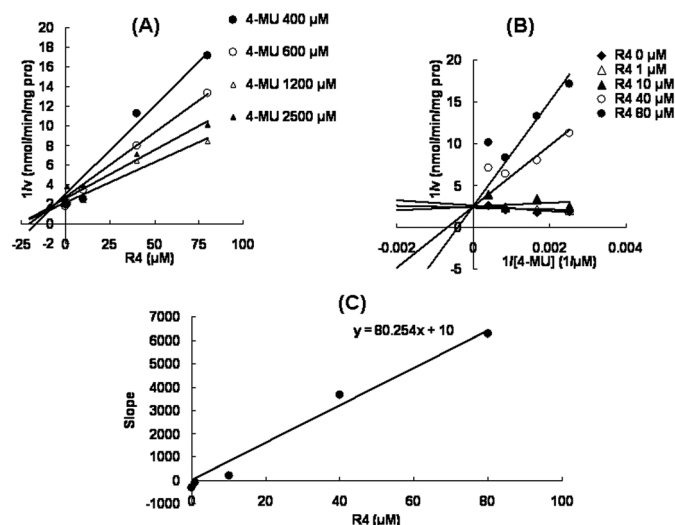 (A)
1/v (nmol/min/mg pro)
20
18
16
14
12
10
8
6
4
2
0
-2
-25
0
25
50
75
100
R4 (µM)
4-MU 400 µM
4-MU 600 µM
4-MU 1200 µM
4-MU 2500 µM
(B)
1/v (nmol/min/mg pro)
20
15
10
5
0
-5
-0.002
0
0.002
0.004
1/[4-MU] (1/µM)
R4 0 µM
R4 1 µM
R4 10 µM
R4 40 µM
R4 80 µM
(C)
y = 80.254x + 10
Slope
7000
6000
5000
4000
3000
2000
1000
0
-1000
0
20
40
60
80
100
R4 (µM)